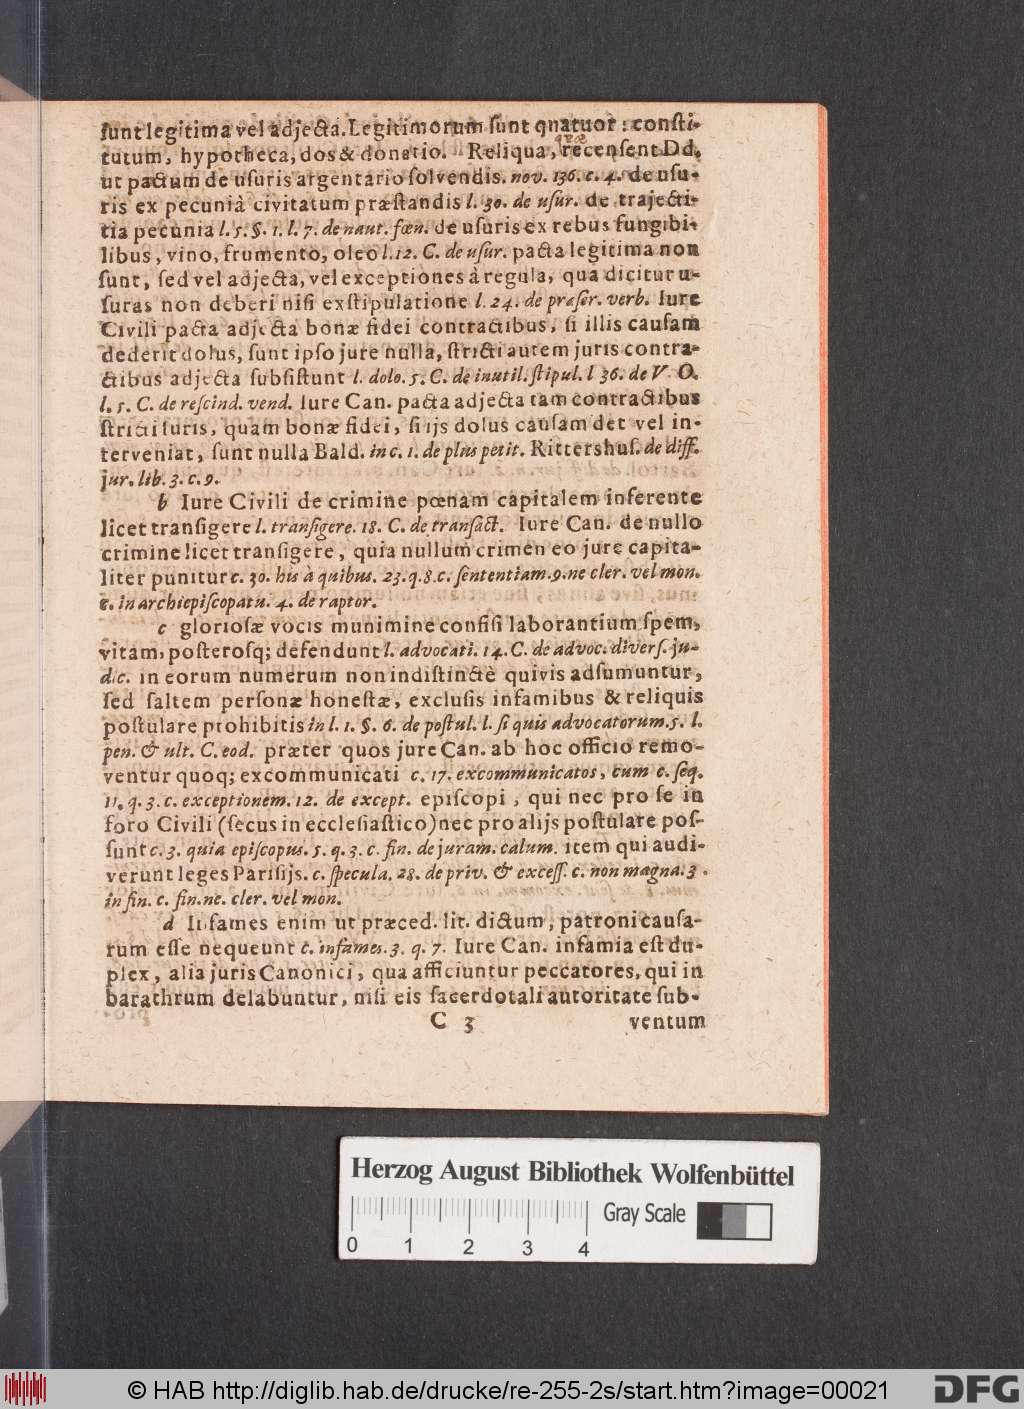 ſunt legitima vel adjecta. Legitimorum ſunt quatuor : conſti-
tutum, hypotheca, dos & donatio. Reliqua, recenſent Dd.
quæ
ut pactum de uſuris argentario ſolvendis. nov. 136. c. 4. de uſu-
ris ex pecuniâ civitatum præſtandis l. 30. de uſur. de trajecti-
tia pecunia l. 5. §. 1. l. 7. de naut. fœn. de uſuris ex rebus fungibi-
libus, vino, frumento, oleo l. 12. C. de uſur. pacta legitima non
ſunt, ſed vel adjecta, vel exceptiones à regula, qua dicitur u-
ſuras non deberi niſi exſtipulatione l. 24. de præſcr. verb. Iure
Civili pacta adjecta bonæ fidei contractibus, ſi illis cauſam
dederit dolus, ſunt ipſo jure nulla, ſtricti autem juris contra-
ctibus adjecta ſubſiſtunt l. dolo. 5. C. de inutil. ſtipul. l 36. de V. O.
l. 5. C. de reſcind. vend. Iure Can. pacta adjecta tam contractibus
ſtricti juris, quam bonæ fidei, ſi ijs dolus cauſam det vel in-
terveniat, ſunt nulla Bald. in c. 1. de plus petit. Rittershuſ. de diff.
jur. lib. 3. c. 9.
b Iure Civili de crimine pœnam capitalem inferente
licet tranſigere l. tranſigere. 18. C. de tranſact. Iure Can. de nullo
crimine licet tranſigere, quia nullum crimen eo jure capita-
liter punitur c. 30. his à quibus. 23. q. 8. c. ſententiam. 9. ne cler. vel mon.
c. in archiepiſcopatu. 4. de raptor.
c glorioſæ vocis munimine confiſi laborantium ſpem,
vitam, poſteroſq; defendunt l. advocati. 14. C. de advoc. diverſ. ju-
dic. in eorum numerum non indiſtinctè quivis adſumuntur,
ſed ſaltem perſonæ honeſtæ, excluſis infamibus & reliquis
poſtulare prohibitis in l. 1. §. 6. de poſtul. l. ſi quis advocatorum. 5. l.
pen. & ult. C. eod. præter quos jure Can. ab hoc officio remo-
ventur quoq; excommunicati c. 17. excommunicatos, cum c. ſeq.
11. q. 3. c. exceptionem. 12. de except. epiſcopi, qui nec pro ſe in
foro Civili (ſecus in eccleſiaſtico) nec pro alijs poſtulare poſ-
ſunt c. 3. quia epiſcopus. 5. q. 3. c. fin. de juram. calum. item qui audi-
verunt leges Pariſijs. c. ſpecula. 28. de priv. & exceſſ. c. non magna. 3.
in fin. c. fin. ne. cler. vel mon.
d Infames enim ut præced. lit. dictum, patroni cauſa-
rum eſſe nequeunt c. infames. 3. q. 7. Iure Can. infamia eſt du-
plex, alia juris Canonici, qua afficiuntur peccatores, qui in
barathrum delabuntur, niſi eis ſacerdotali autoritate ſub-
C 3 ventum
Herzog August Bibliothek Wolfenbüttel
Gray Scale
0 1 2 3 4
© HAB http://diglib.hab.de/drucke/re-255-2s/start.htm?image=00021
DFG